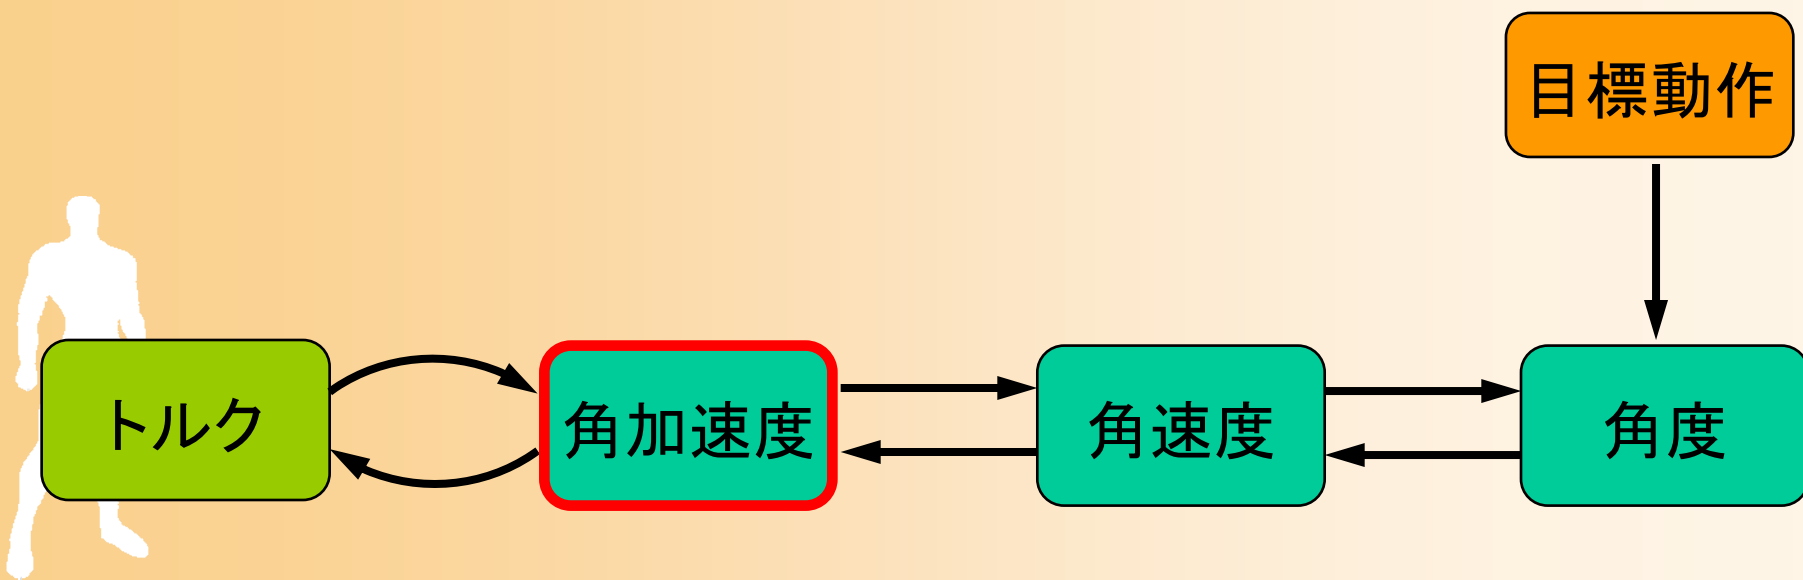 目標動作
トルク
角加速度
角速度
角度